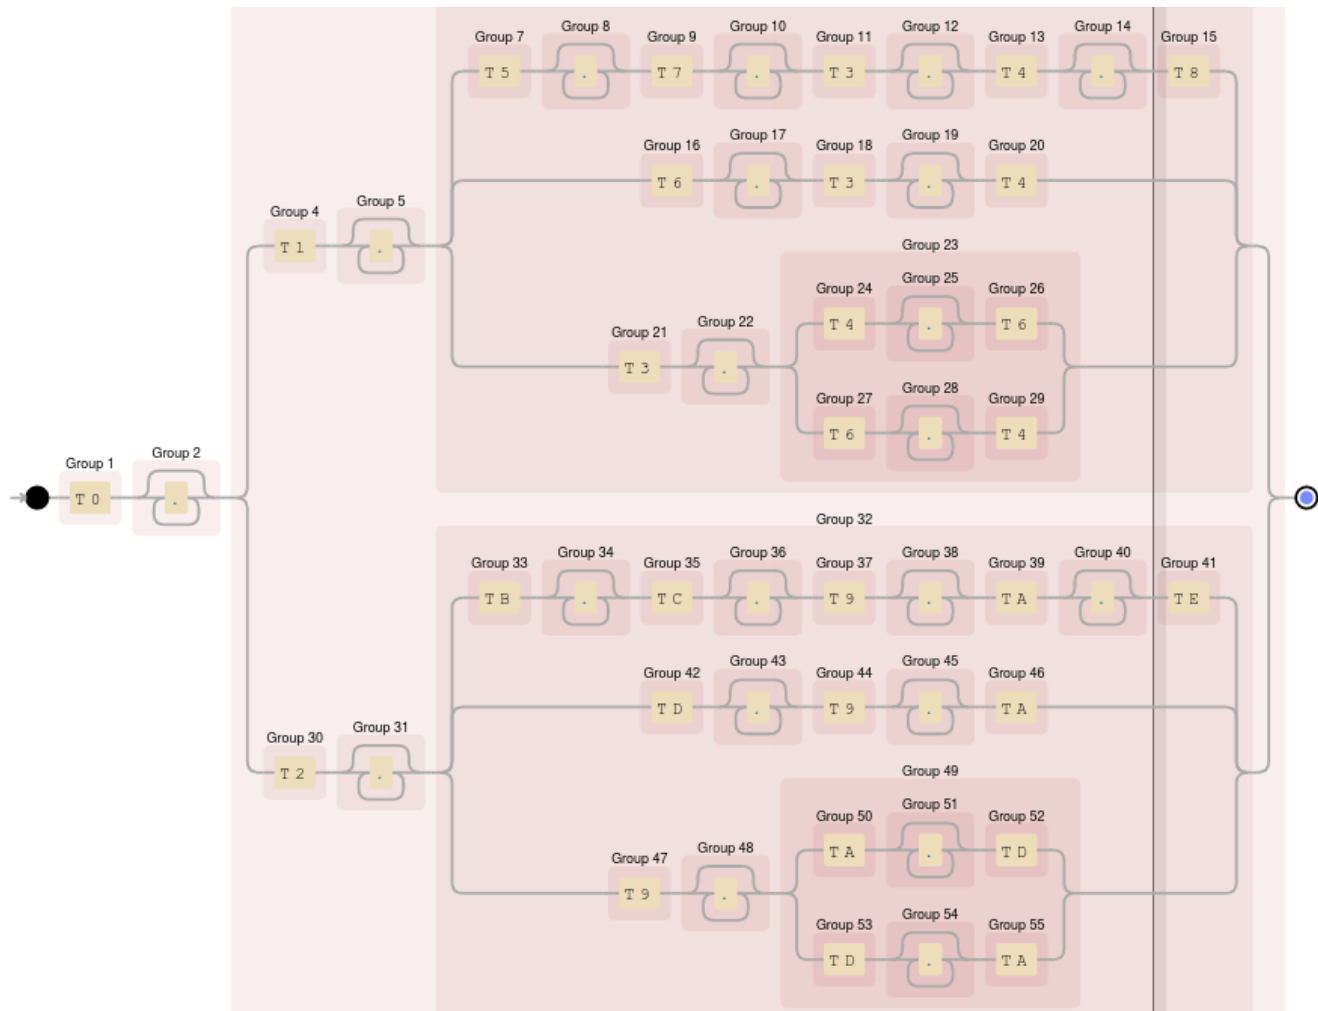 Group 7 Group 8 Group 9 Group 10 Group 11 Group 12 Group 13 Group 14 Group 15
T 5 . T 7 . T 3 . T 4 . T 8
Group 16 Group 17 Group 18 Group 19 Group 20
T 6 . T 3 . T 4
Group 4 Group 5
T 1 .
Group 23
Group 24 Group 25 Group 26
T 4 . T 6
Group 21 Group 22
T 3 .
Group 27 Group 28 Group 29
T 6 . T 4
Group 1 Group 2
T 0 .
Group 32
Group 33 Group 34 Group 35 Group 36 Group 37 Group 38 Group 39 Group 40 Group 41
T B . T C . T 9 . T A . T E
Group 42 Group 43 Group 44 Group 45 Group 46
T D . T 9 . T A
Group 30 Group 31
T 2 .
Group 49
Group 50 Group 51 Group 52
T A . T D
Group 47 Group 48
T 9 .
Group 53 Group 54 Group 55
T D . T A